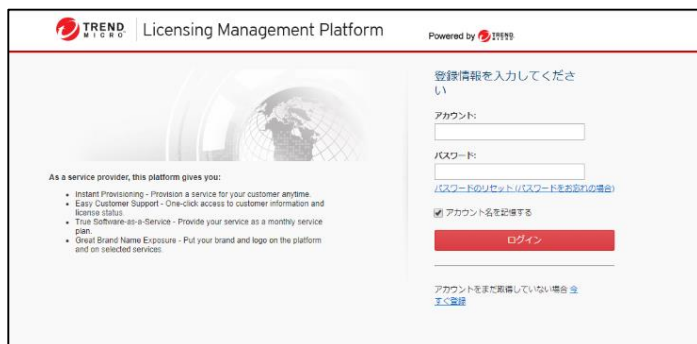 TREND MICRO Licensing Management Platform Powered by TREND MICRO
登録情報を入力してくださ
い
アカウント:
パスワード:
As a service provider, this platform gives you:
パスワードのリセット (パスワードをお忘れの場合)
Instant Provisioning - Provision a service for your customer anytime.
Easy Customer Support - One-click access to customer information and
license status.
True Software-as-a-Service - Provide your service as a monthly service
plan.
Great Brand Name Exposure - Put your brand and logo on the platform
and on selected services.
アカウント名を記憶する
ログイン
アカウントをまだ取得していない場合 今
すぐ登録